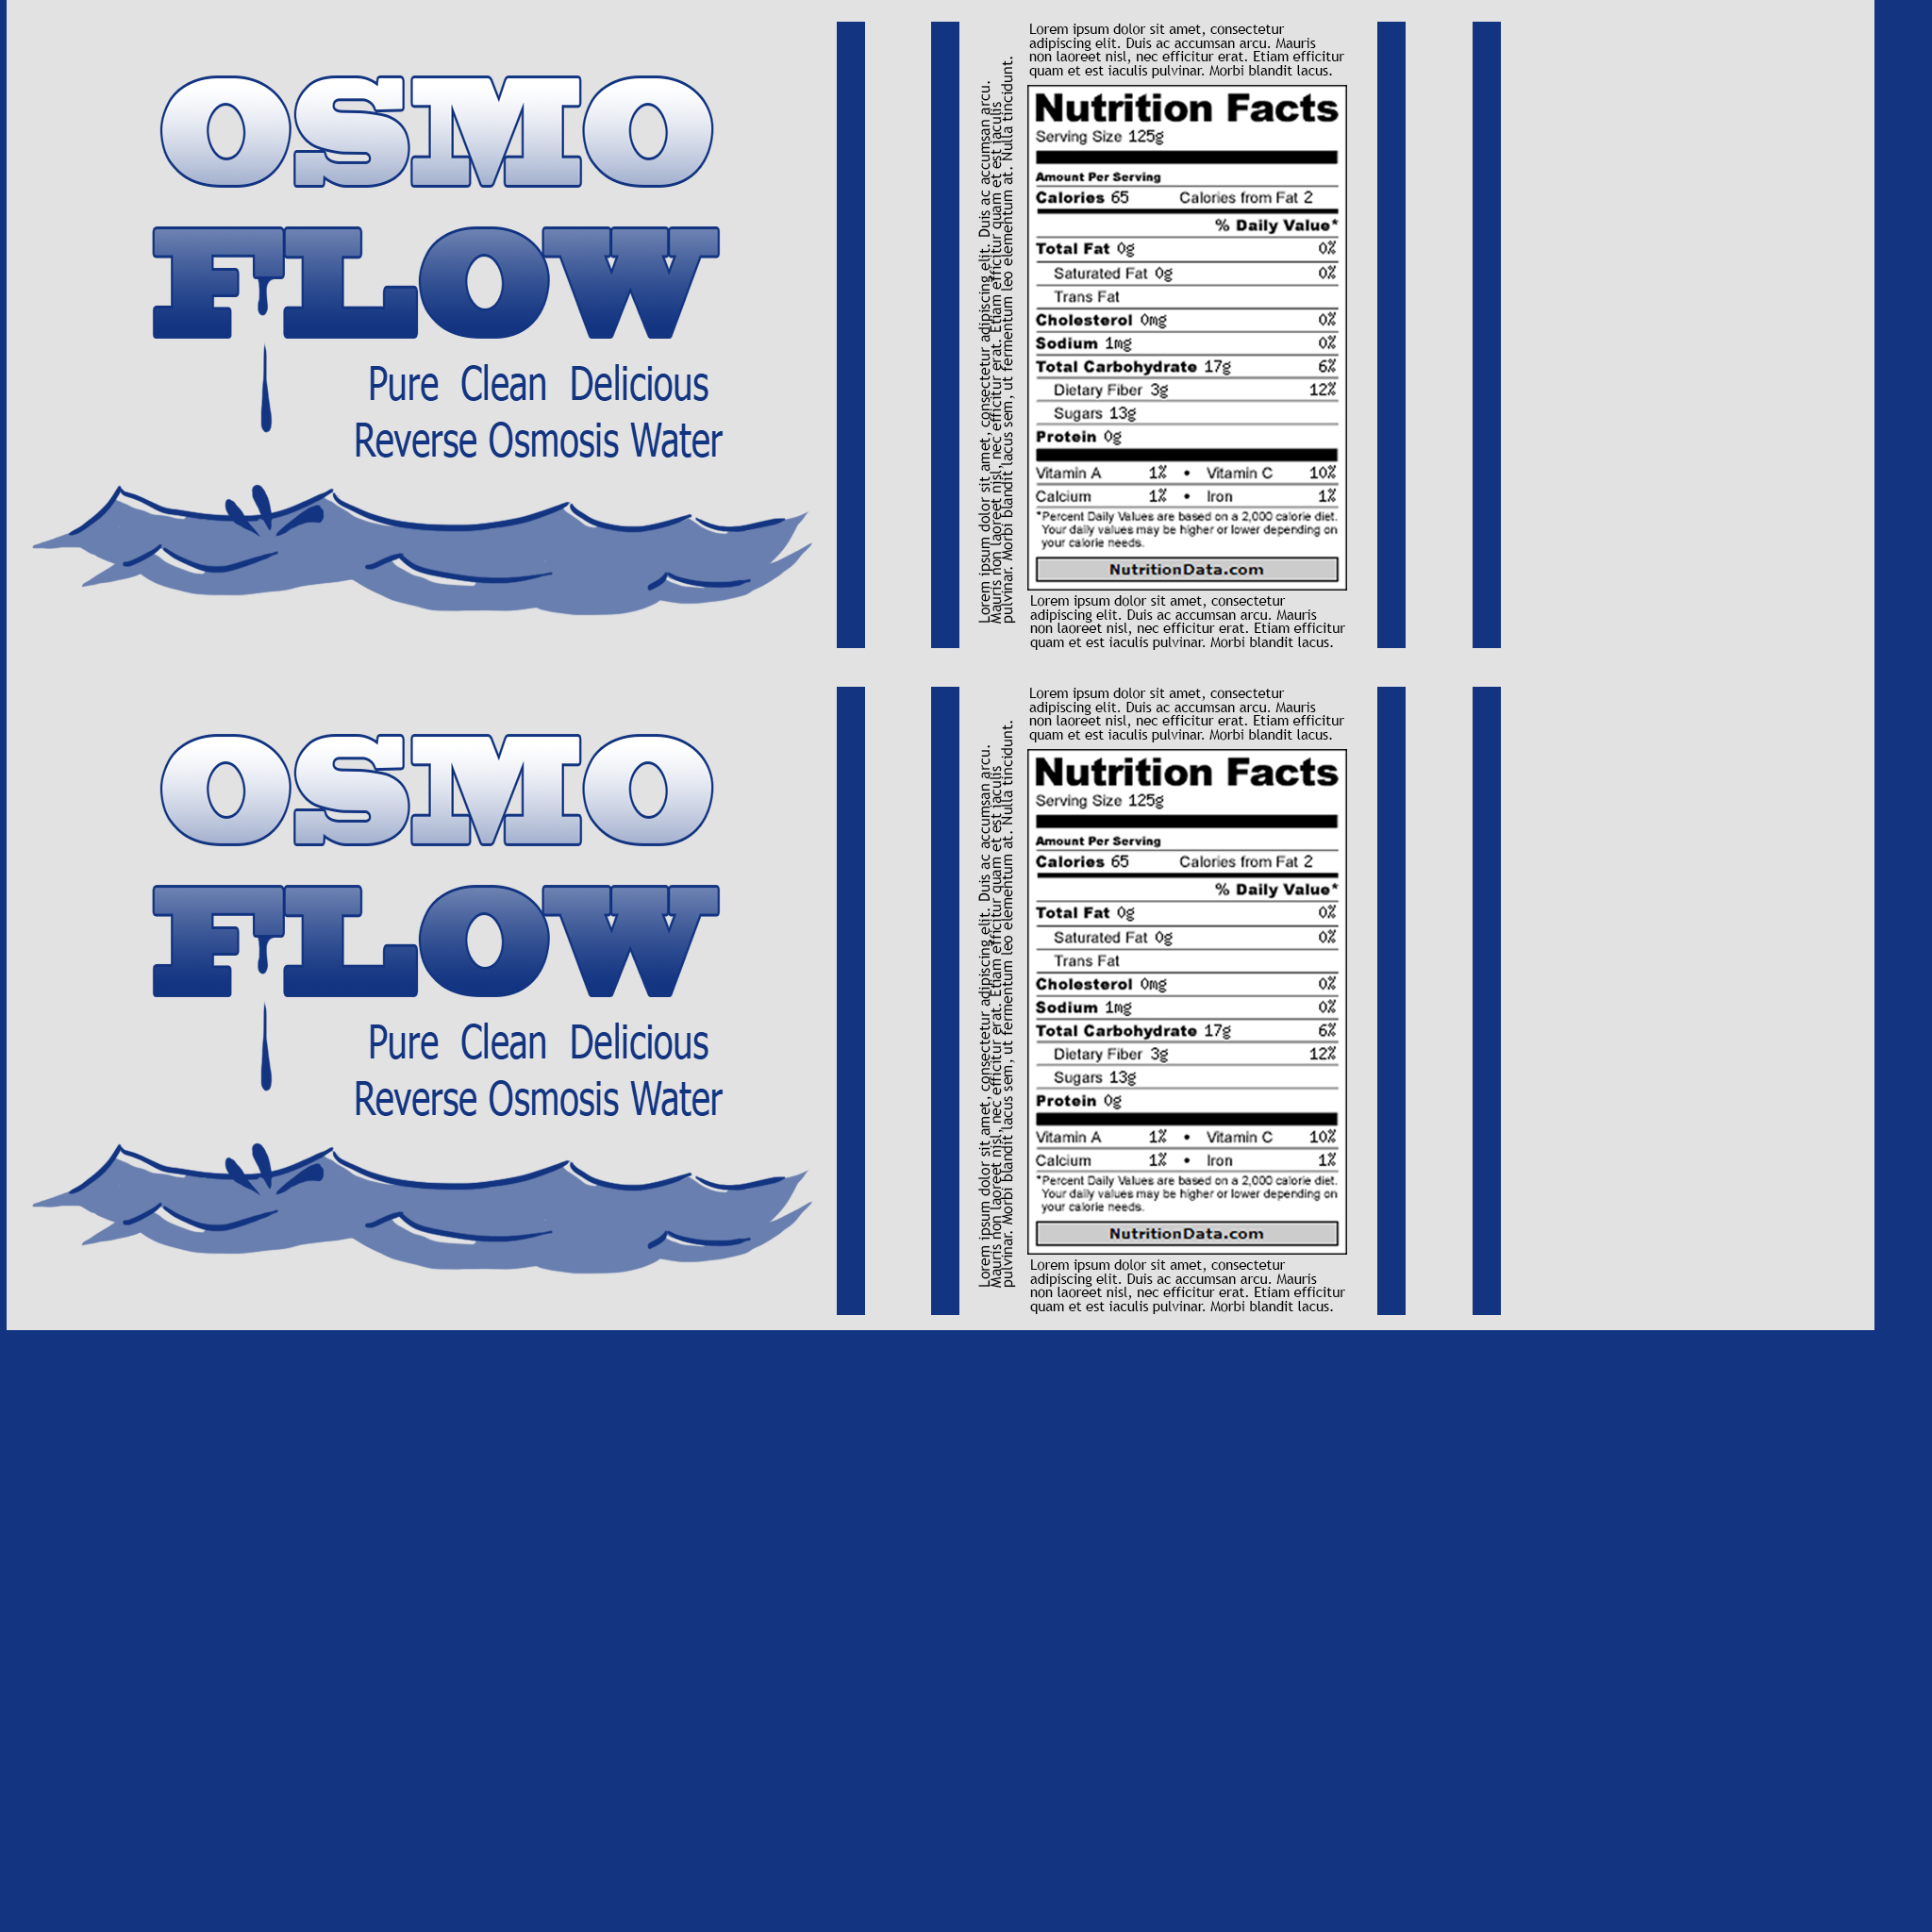 OSMO
FLOW
Pure Clean Delicious
Reverse Osmosis Water
Lorem ipsum dolor sit amet, consectetur adipiscing elit. Duis ac accumsan arcu.
Mauris non laoreet nisl, nec efficitur erat. Etiam efficitur quam et est iaculis
pulvinar. Morbi blandit lacus sem, ut fermentum leo elementum at. Nulla tincidunt.
Lorem ipsum dolor sit amet, consectetur
adipiscing elit. Duis ac accumsan arcu. Mauris
non laoreet nisl, nec efficitur erat. Etiam efficitur
quam et est iaculis pulvinar. Morbi blandit lacus.
Nutrition Facts
Serving Size 125g
Amount Per Serving
Calories 65 Calories from Fat 2
% Daily Value*
Total Fat 0g 0%
Saturated Fat 0g 0%
Trans Fat
Cholesterol 0mg 0%
Sodium 1mg 0%
Total Carbohydrate 17g 6%
Dietary Fiber 3g 12%
Sugars 13g
Protein 0g
Vitamin A 1% • Vitamin C 10%
Calcium 1% • Iron 1%
*Percent Daily Values are based on a 2,000 calorie diet.
Your daily values may be higher or lower depending on
your calorie needs.
NutritionData.com
Lorem ipsum dolor sit amet, consectetur
adipiscing elit. Duis ac accumsan arcu. Mauris
non laoreet nisl, nec efficitur erat. Etiam efficitur
quam et est iaculis pulvinar. Morbi blandit lacus.
OSMO
FLOW
Pure Clean Delicious
Reverse Osmosis Water
Lorem ipsum dolor sit amet, consectetur adipiscing elit. Duis ac accumsan arcu.
Mauris non laoreet nisl, nec efficitur erat. Etiam efficitur quam et est iaculis
pulvinar. Morbi blandit lacus sem, ut fermentum leo elementum at. Nulla tincidunt.
Lorem ipsum dolor sit amet, consectetur
adipiscing elit. Duis ac accumsan arcu. Mauris
non laoreet nisl, nec efficitur erat. Etiam efficitur
quam et est iaculis pulvinar. Morbi blandit lacus.
Nutrition Facts
Serving Size 125g
Amount Per Serving
Calories 65 Calories from Fat 2
% Daily Value*
Total Fat 0g 0%
Saturated Fat 0g 0%
Trans Fat
Cholesterol 0mg 0%
Sodium 1mg 0%
Total Carbohydrate 17g 6%
Dietary Fiber 3g 12%
Sugars 13g
Protein 0g
Vitamin A 1% • Vitamin C 10%
Calcium 1% • Iron 1%
*Percent Daily Values are based on a 2,000 calorie diet.
Your daily values may be higher or lower depending on
your calorie needs.
NutritionData.com
Lorem ipsum dolor sit amet, consectetur
adipiscing elit. Duis ac accumsan arcu. Mauris
non laoreet nisl, nec efficitur erat. Etiam efficitur
quam et est iaculis pulvinar. Morbi blandit lacus.